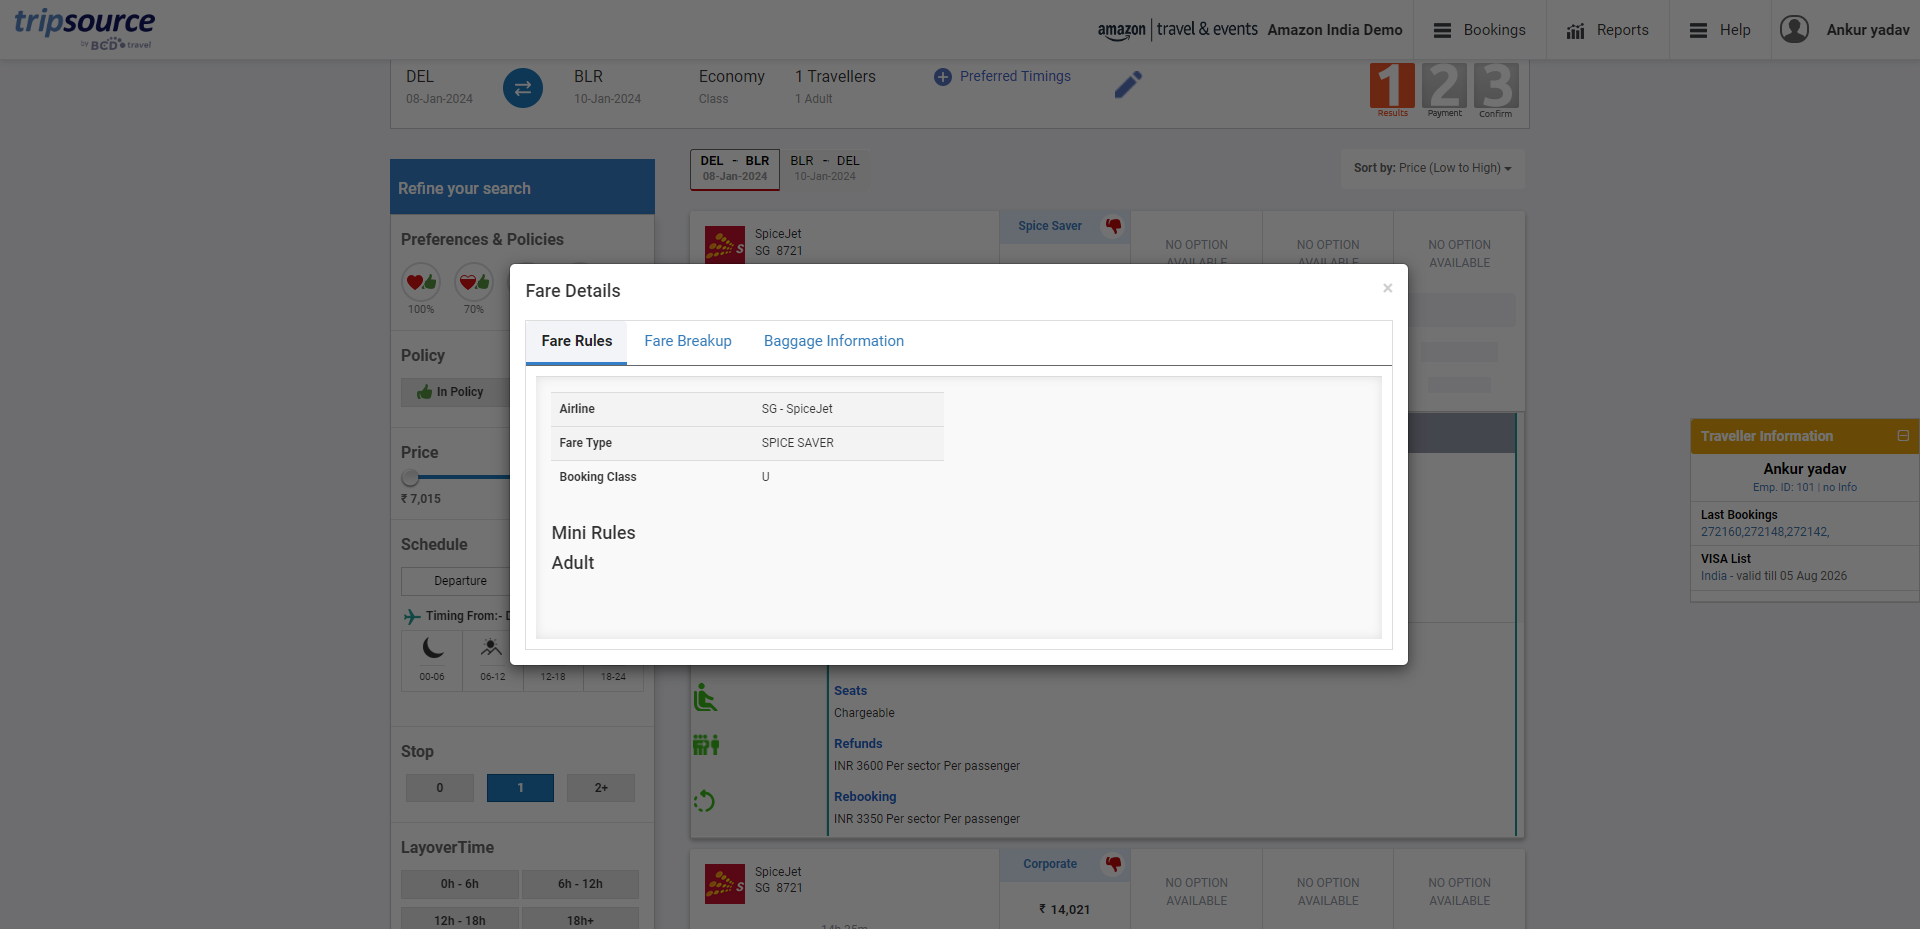 tripsource
by BCD travel
amazon | travel & events Amazon India Demo
Bookings
Reports
Help
Ankur yadav
DEL
08-Jan-2024
BLR
10-Jan-2024
Economy
Class
1 Travellers
1 Adult
Preferred Timings
1 Results
2 Payment
3 Confirm
DEL - BLR
08-Jan-2024
BLR - DEL
10-Jan-2024
Sort by: Price (Low to High)
Refine your search
Preferences & Policies
100%
70%
Policy
In Policy
Price
₹ 7,015
Schedule
Departure
Timing From:-
00-06
06-12
12-18
18-24
Stop
0
1
2+
LayoverTime
0h - 6h
6h - 12h
12h - 18h
18h+
SpiceJet
SG 8721
Spice Saver
NO OPTION
AVAILABLE
NO OPTION
AVAILABLE
NO OPTION
AVAILABLE
Fare Details
×
Fare Rules
Fare Breakup
Baggage Information
Airline SG - SpiceJet
Fare Type SPICE SAVER
Booking Class U
Mini Rules
Adult
Seats
Chargeable
Refunds
INR 3600 Per sector Per passenger
Rebooking
INR 3350 Per sector Per passenger
SpiceJet
SG 8721
Corporate
₹ 14,021
NO OPTION
AVAILABLE
NO OPTION
AVAILABLE
NO OPTION
AVAILABLE
Traveller Information
Ankur yadav
Emp. ID: 101 | no Info
Last Bookings
272160,272148,272142,
VISA List
India - valid till 05 Aug 2026